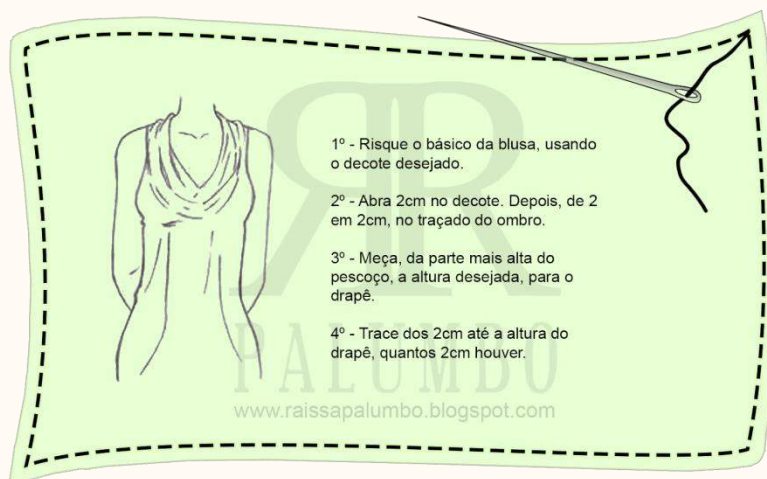 1º - Risque o básico da blusa, usando
o decote desejado.
2º - Abra 2cm no decote. Depois, de 2
em 2cm, no traçado do ombro.
3º - Meça, da parte mais alta do
pescoço, a altura desejada, para o
drapê.
4º - Trace dos 2cm até a altura do
drapê, quantos 2cm houver.
PALUMBO
www.raissapalumbo.blogspot.com